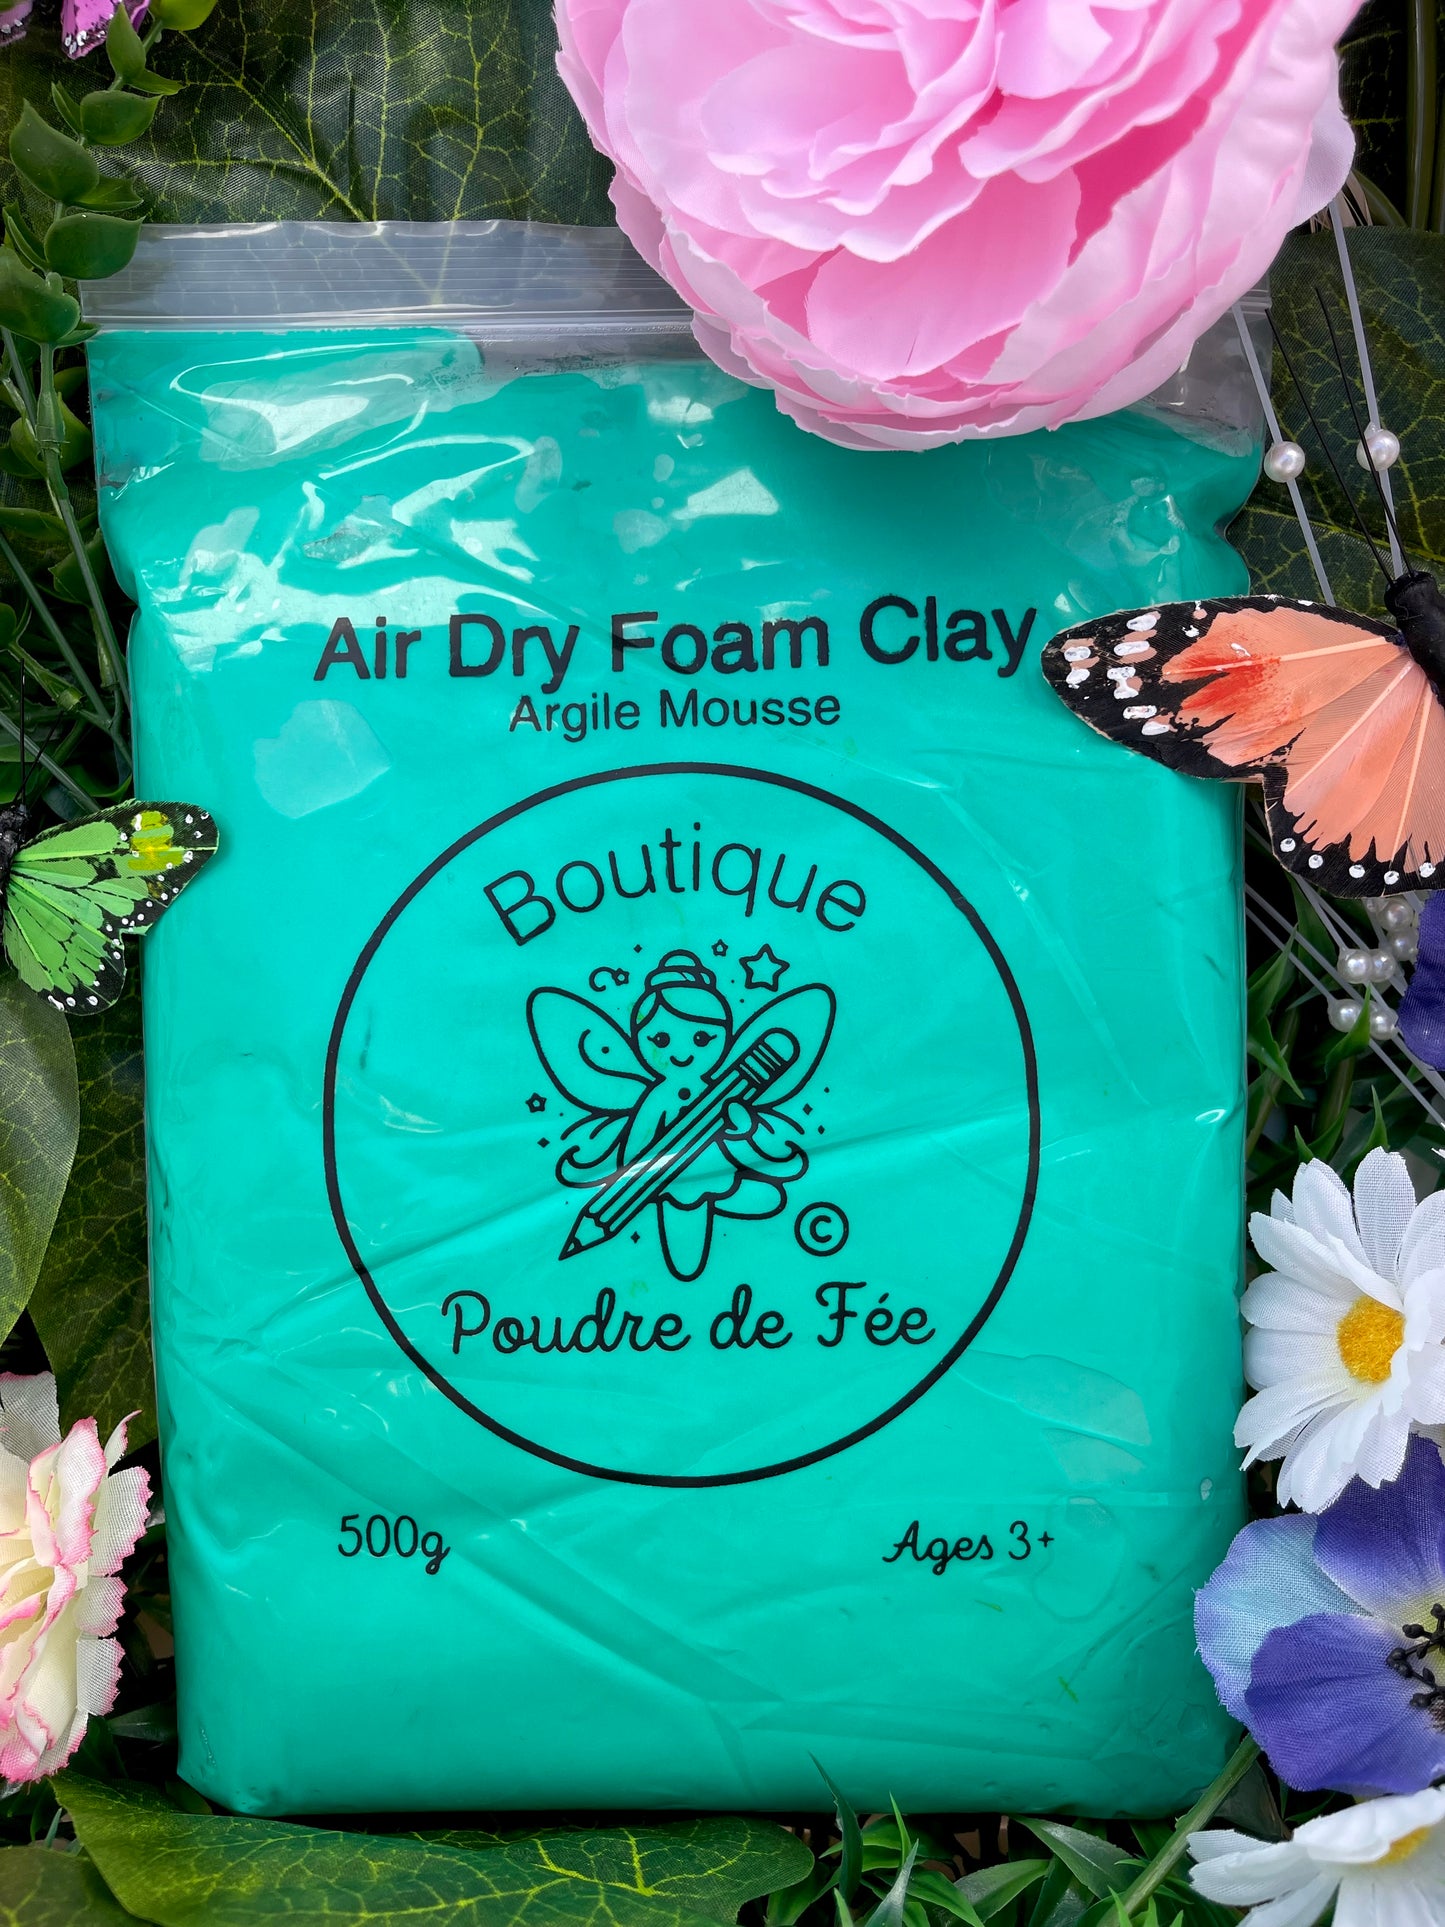 Air Dry Foam Clay
Argile Mousse
Boutique
©
Poudre de Fée
500g
Ages 3+